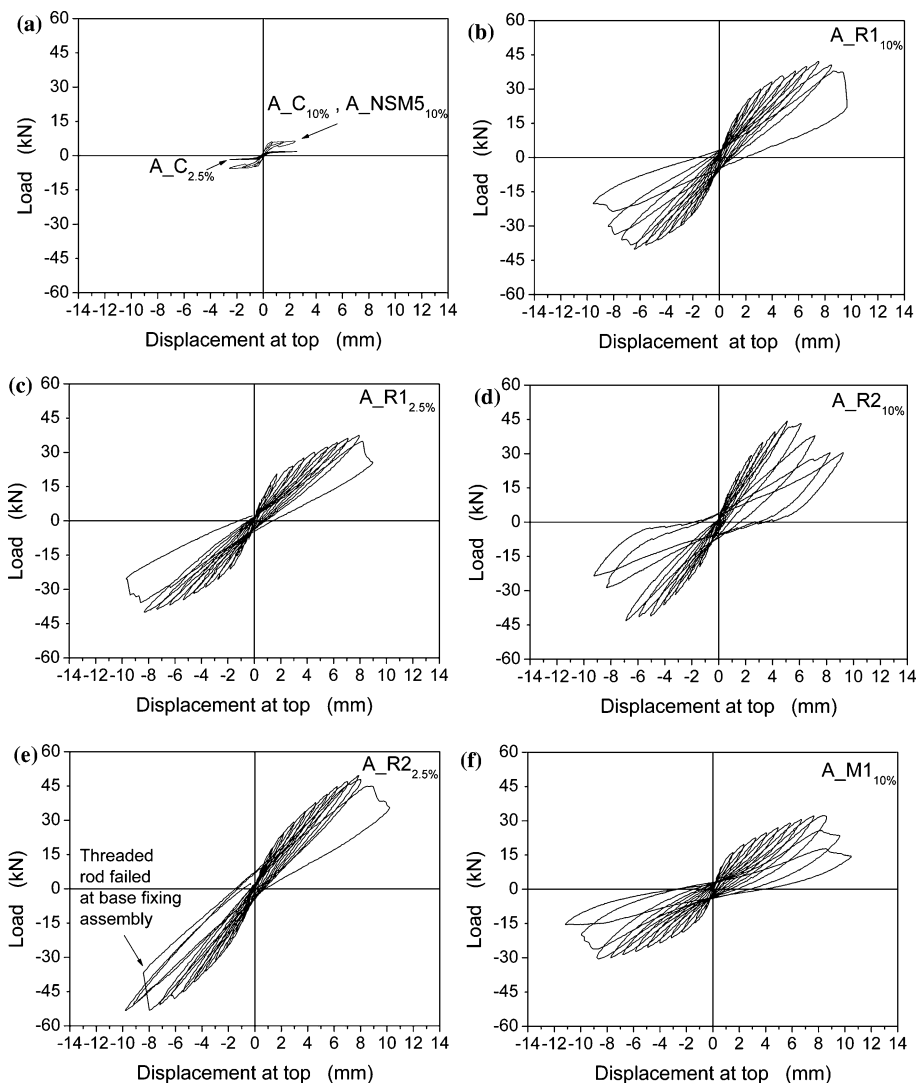 (a)
60
45
30
15
0
-15
-30
-45
-60
Load (kN)
A_C10% , A_NSM510%
A_C2.5%
-14 -12 -10 -8 -6 -4 -2 0 2 4 6 8 10 12 14
Displacement at top (mm)
(b)
A_R110%
60
45
30
15
0
-15
-30
-45
-60
Load (kN)
-14 -12 -10 -8 -6 -4 -2 0 2 4 6 8 10 12 14
Displacement at top (mm)
(c)
A_R12.5%
60
45
30
15
0
-15
-30
-45
-60
Load (kN)
-14 -12 -10 -8 -6 -4 -2 0 2 4 6 8 10 12 14
Displacement at top (mm)
(d)
A_R210%
60
45
30
15
0
-15
-30
-45
-60
Load (kN)
-14 -12 -10 -8 -6 -4 -2 0 2 4 6 8 10 12 14
Displacement at top (mm)
(e)
A_R22.5%
60
45
30
15
0
-15
-30
-45
-60
Load (kN)
Threaded
rod failed
at base fixing
assembly
-14 -12 -10 -8 -6 -4 -2 0 2 4 6 8 10 12 14
Displacement at top (mm)
(f)
A_M110%
60
45
30
15
0
-15
-30
-45
-60
Load (kN)
-14 -12 -10 -8 -6 -4 -2 0 2 4 6 8 10 12 14
Displacement at top (mm)